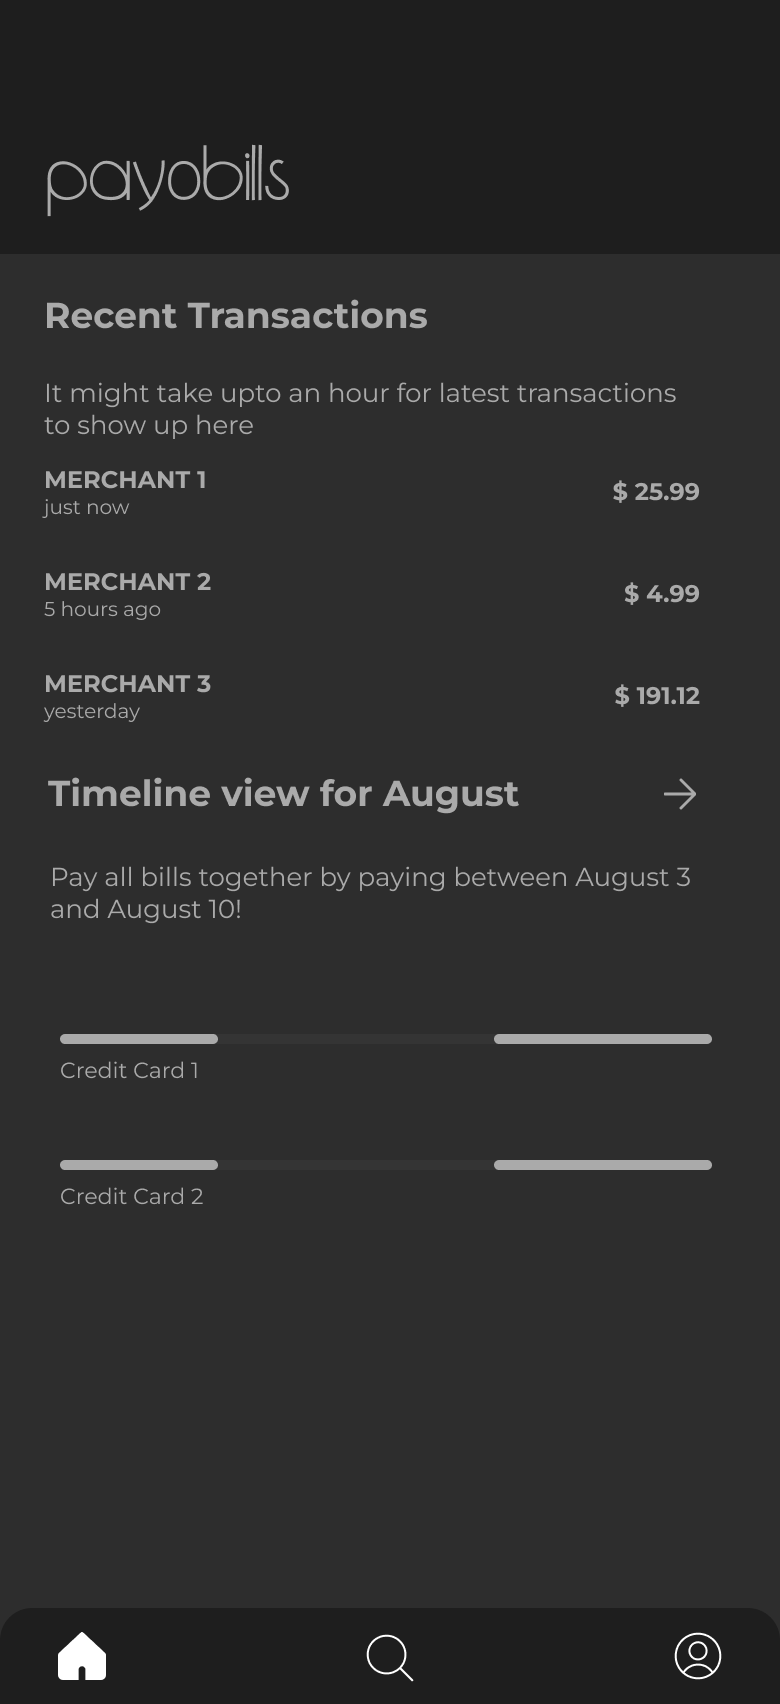 payobills
Recent Transactions
It might take upto an hour for latest transactions
to show up here
MERCHANT 1
just now
$ 25.99
MERCHANT 2
5 hours ago
$ 4.99
MERCHANT 3
yesterday
$ 191.12
Timeline view for August
Pay all bills together by paying between August 3
and August 10!
Credit Card 1
Credit Card 2